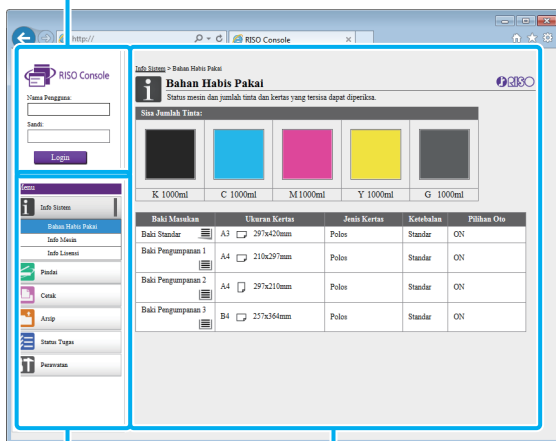 http://
RISO Console
RISO Console
Nama Pengguna:
Sandi:
Login
Menu
Info Sistem
Bahan Habis Pakai
Info Mesin
Info Lisensi
Pindai
Cetak
Arsip
Status Tugas
Perawatan
Info Sistem > Bahan Habis Pakai
Bahan Habis Pakai
RISO
Status mesin dan jumlah tinta dan kertas yang tersisa dapat diperiksa.
Sisa Jumlah Tinta:
K 1000ml C 1000ml M 1000ml Y 1000ml G 1000ml
Baki Masukan Ukuran Kertas Jenis Kertas Ketebalan Pilihan Oto
Baki Standar A3 297x420mm Polos Standar ON
Baki Pengumpanan 1 A4 210x297mm Polos Standar ON
Baki Pengumpanan 2 A4 297x210mm Polos Standar ON
Baki Pengumpanan 3 B4 257x364mm Polos Standar ON